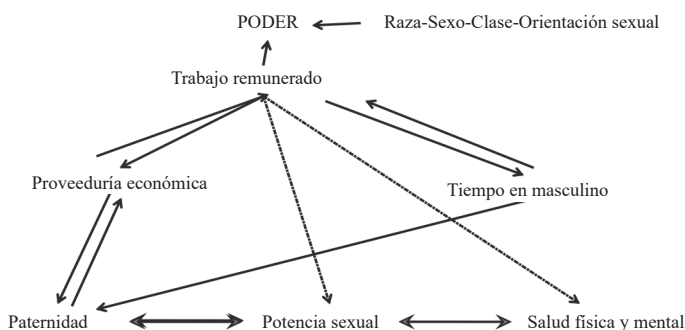 PODER
Raza-Sexo-Clase-Orientación sexual
Trabajo remunerado
Proveeduría económica
Tiempo en masculino
Paternidad
Potencia sexual
Salud física y mental